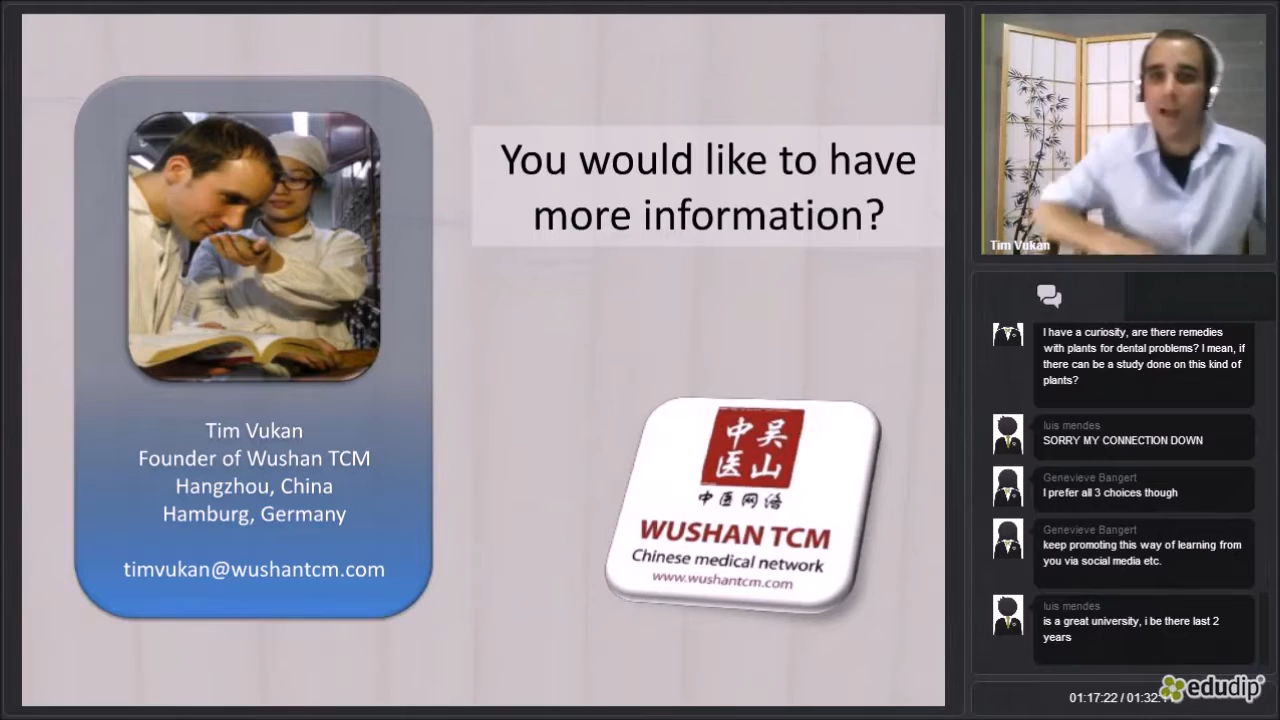 You would like to have
more information?
Tim Vukan
Founder of Wushan TCM
Hangzhou, China
Hamburg, Germany
timvukan@wushantcm.com
中吴
医山
中医网络
WUSHAN TCM
Chinese medical network
www.wushantcm.com
Tim Vukan
I have a curiosity, are there remedies
with plants for dental problems? I mean, if
there can be a study done on this kind of
plants?
luis mendes
SORRY MY CONNECTION DOWN
Genevieve Bangert
I prefer all 3 choices though
Genevieve Bangert
keep promoting this way of learning from
you via social media etc.
luis mendes
is a great university, i be there last 2
years
01:17:22 / 01:32:
edudip